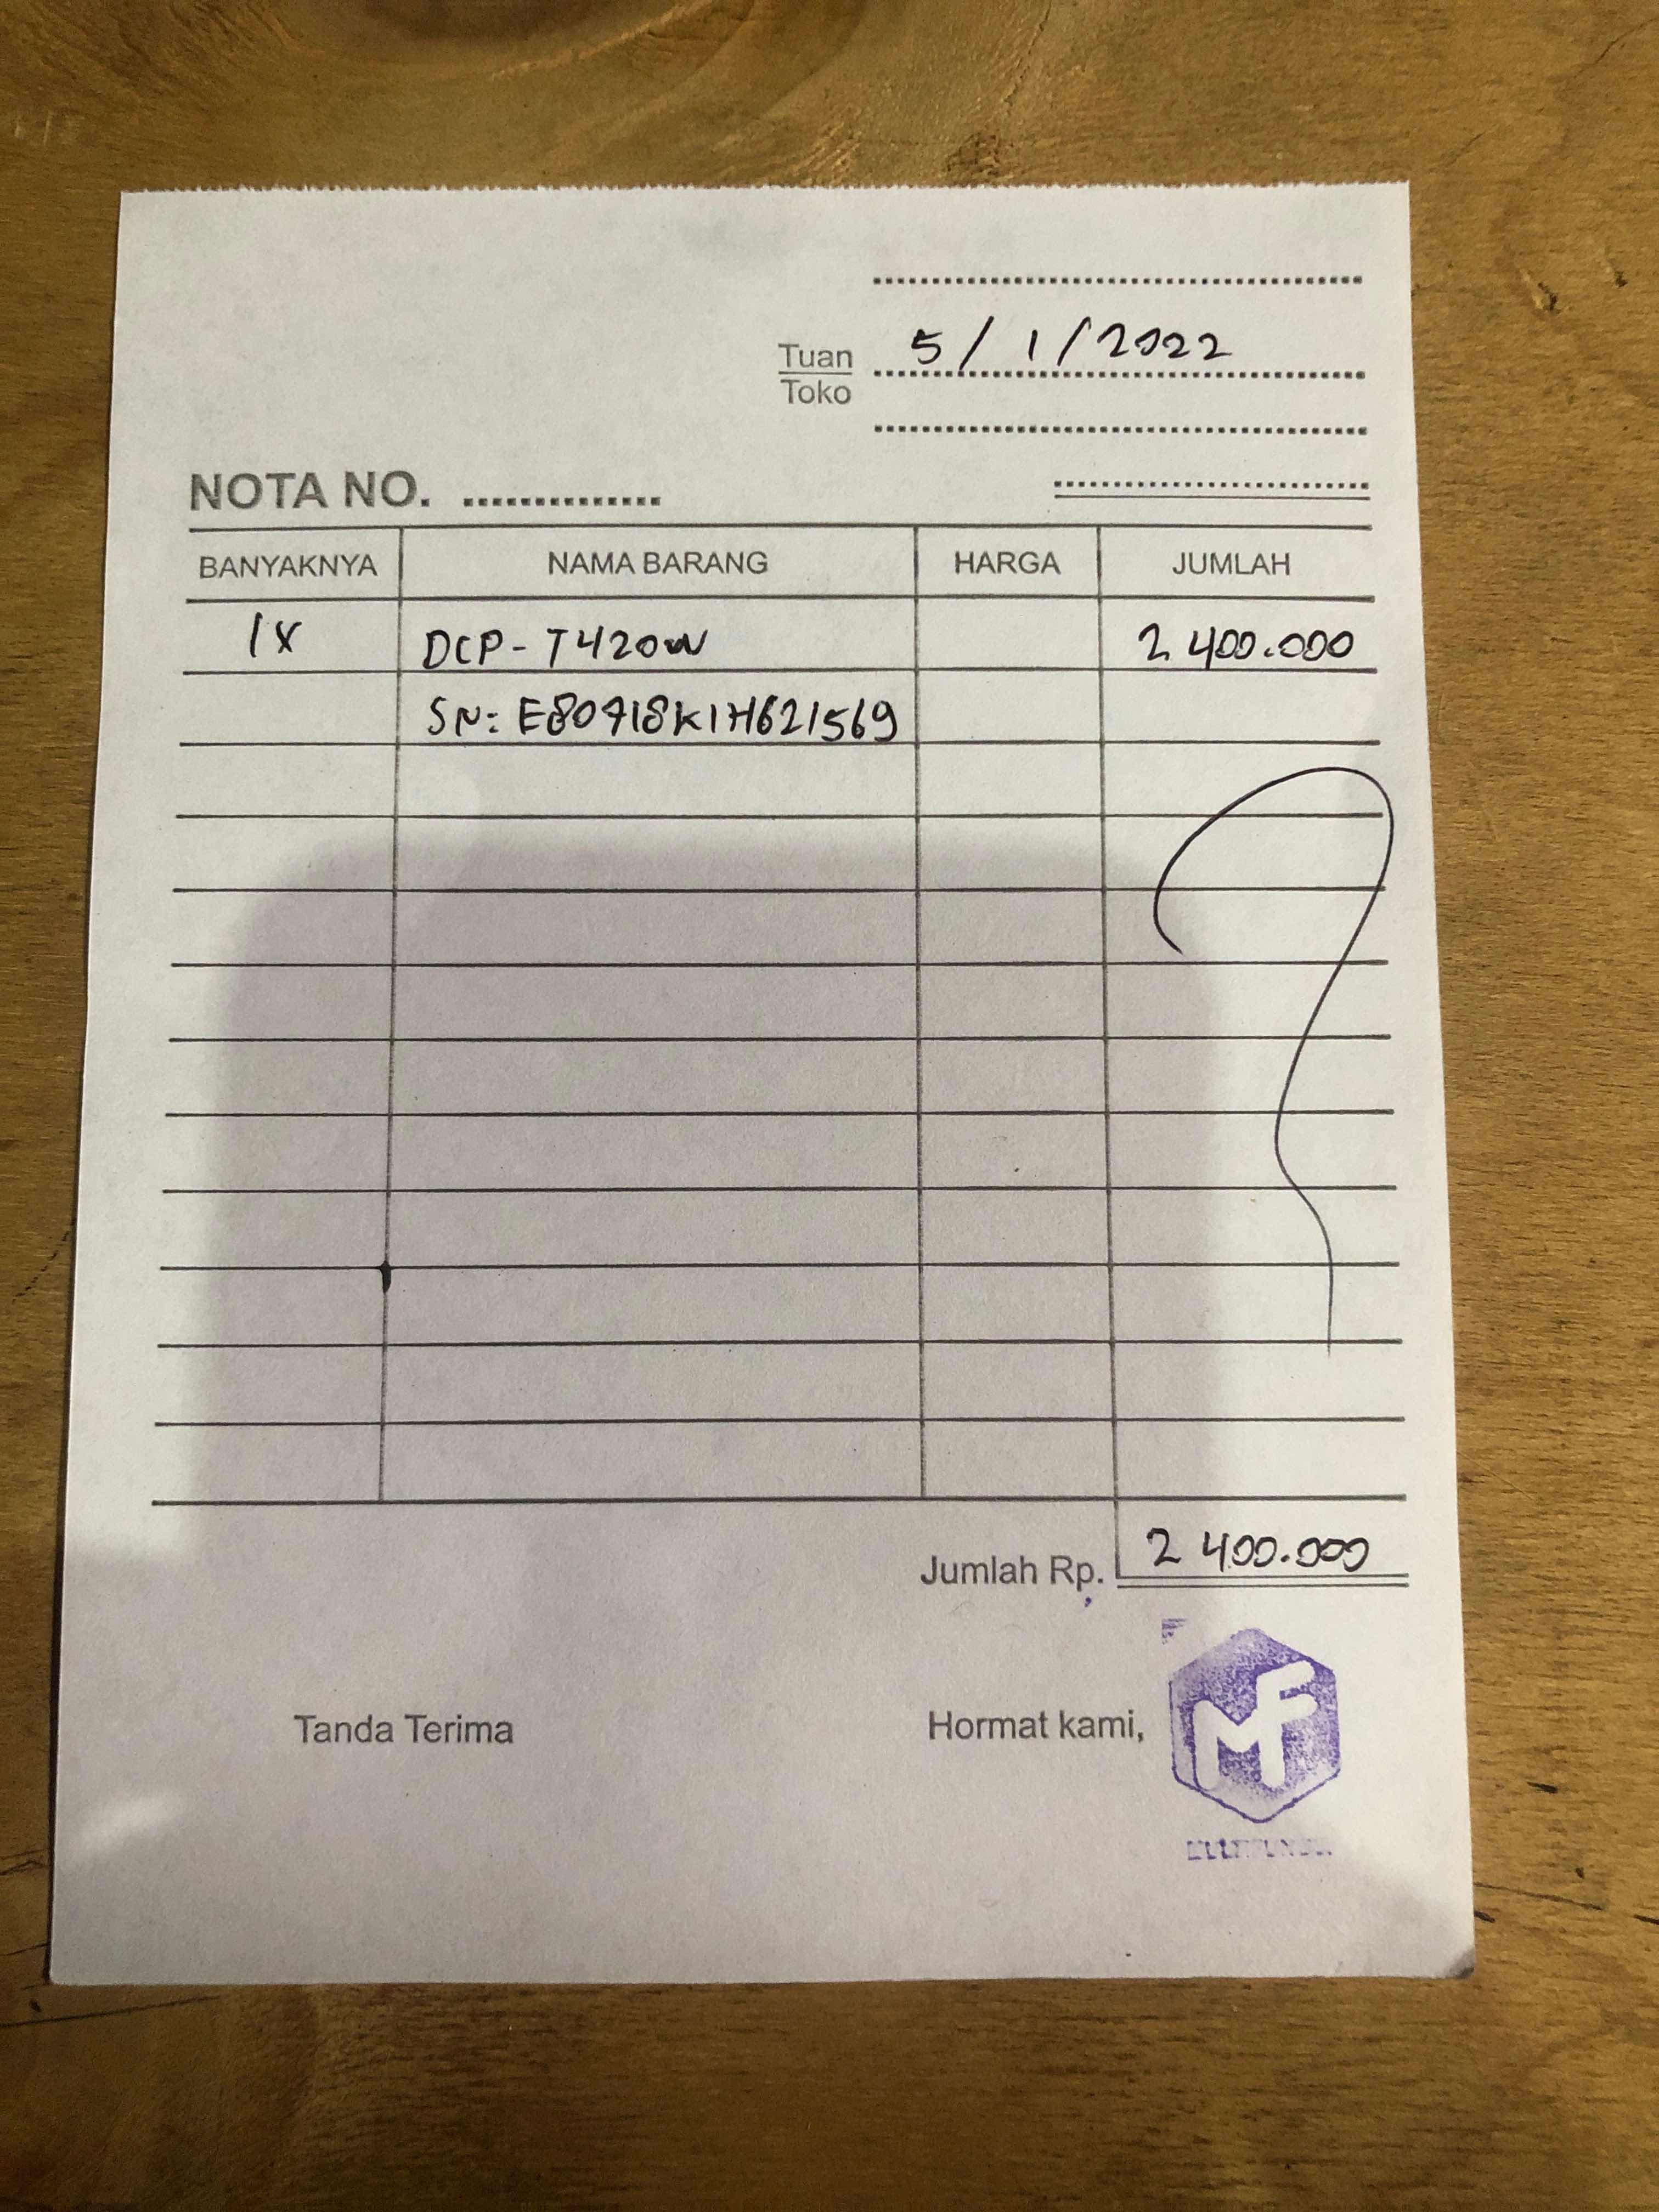 Tuan 5/1/2022
Toko
NOTA NO. ..............
BANYAKNYA NAMA BARANG HARGA JUMLAH
1x DCP-T420W 2 400.000
SN: E80718K1H621569
Jumlah Rp. 2 400.000
Tanda Terima Hormat kami,
MF